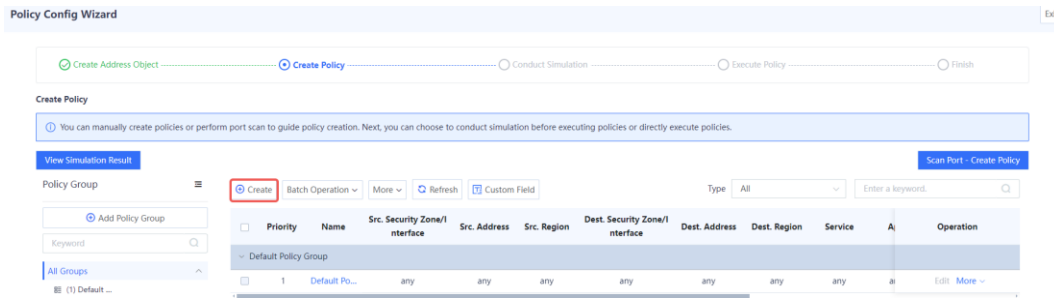 Policy Config Wizard
Create Address Object
Create Policy
Conduct Simulation
Execute Policy
Finish
Create Policy
You can manually create policies or perform port scan to guide policy creation. Next, you can choose to conduct simulation before executing policies or directly execute policies.
View Simulation Result
Scan Port - Create Policy
Policy Group
Create
Batch Operation
More
Refresh
Custom Field
Type
All
Enter a keyword.
Add Policy Group
Keyword
Priority
Name
Src. Security Zone/I
nterface
Src. Address
Src. Region
Dest. Security Zone/I
nterface
Dest. Address
Dest. Region
Service
Operation
Default Policy Group
All Groups
(1) Default ...
1
Default Po...
any
any
any
any
any
any
any
Edit
More